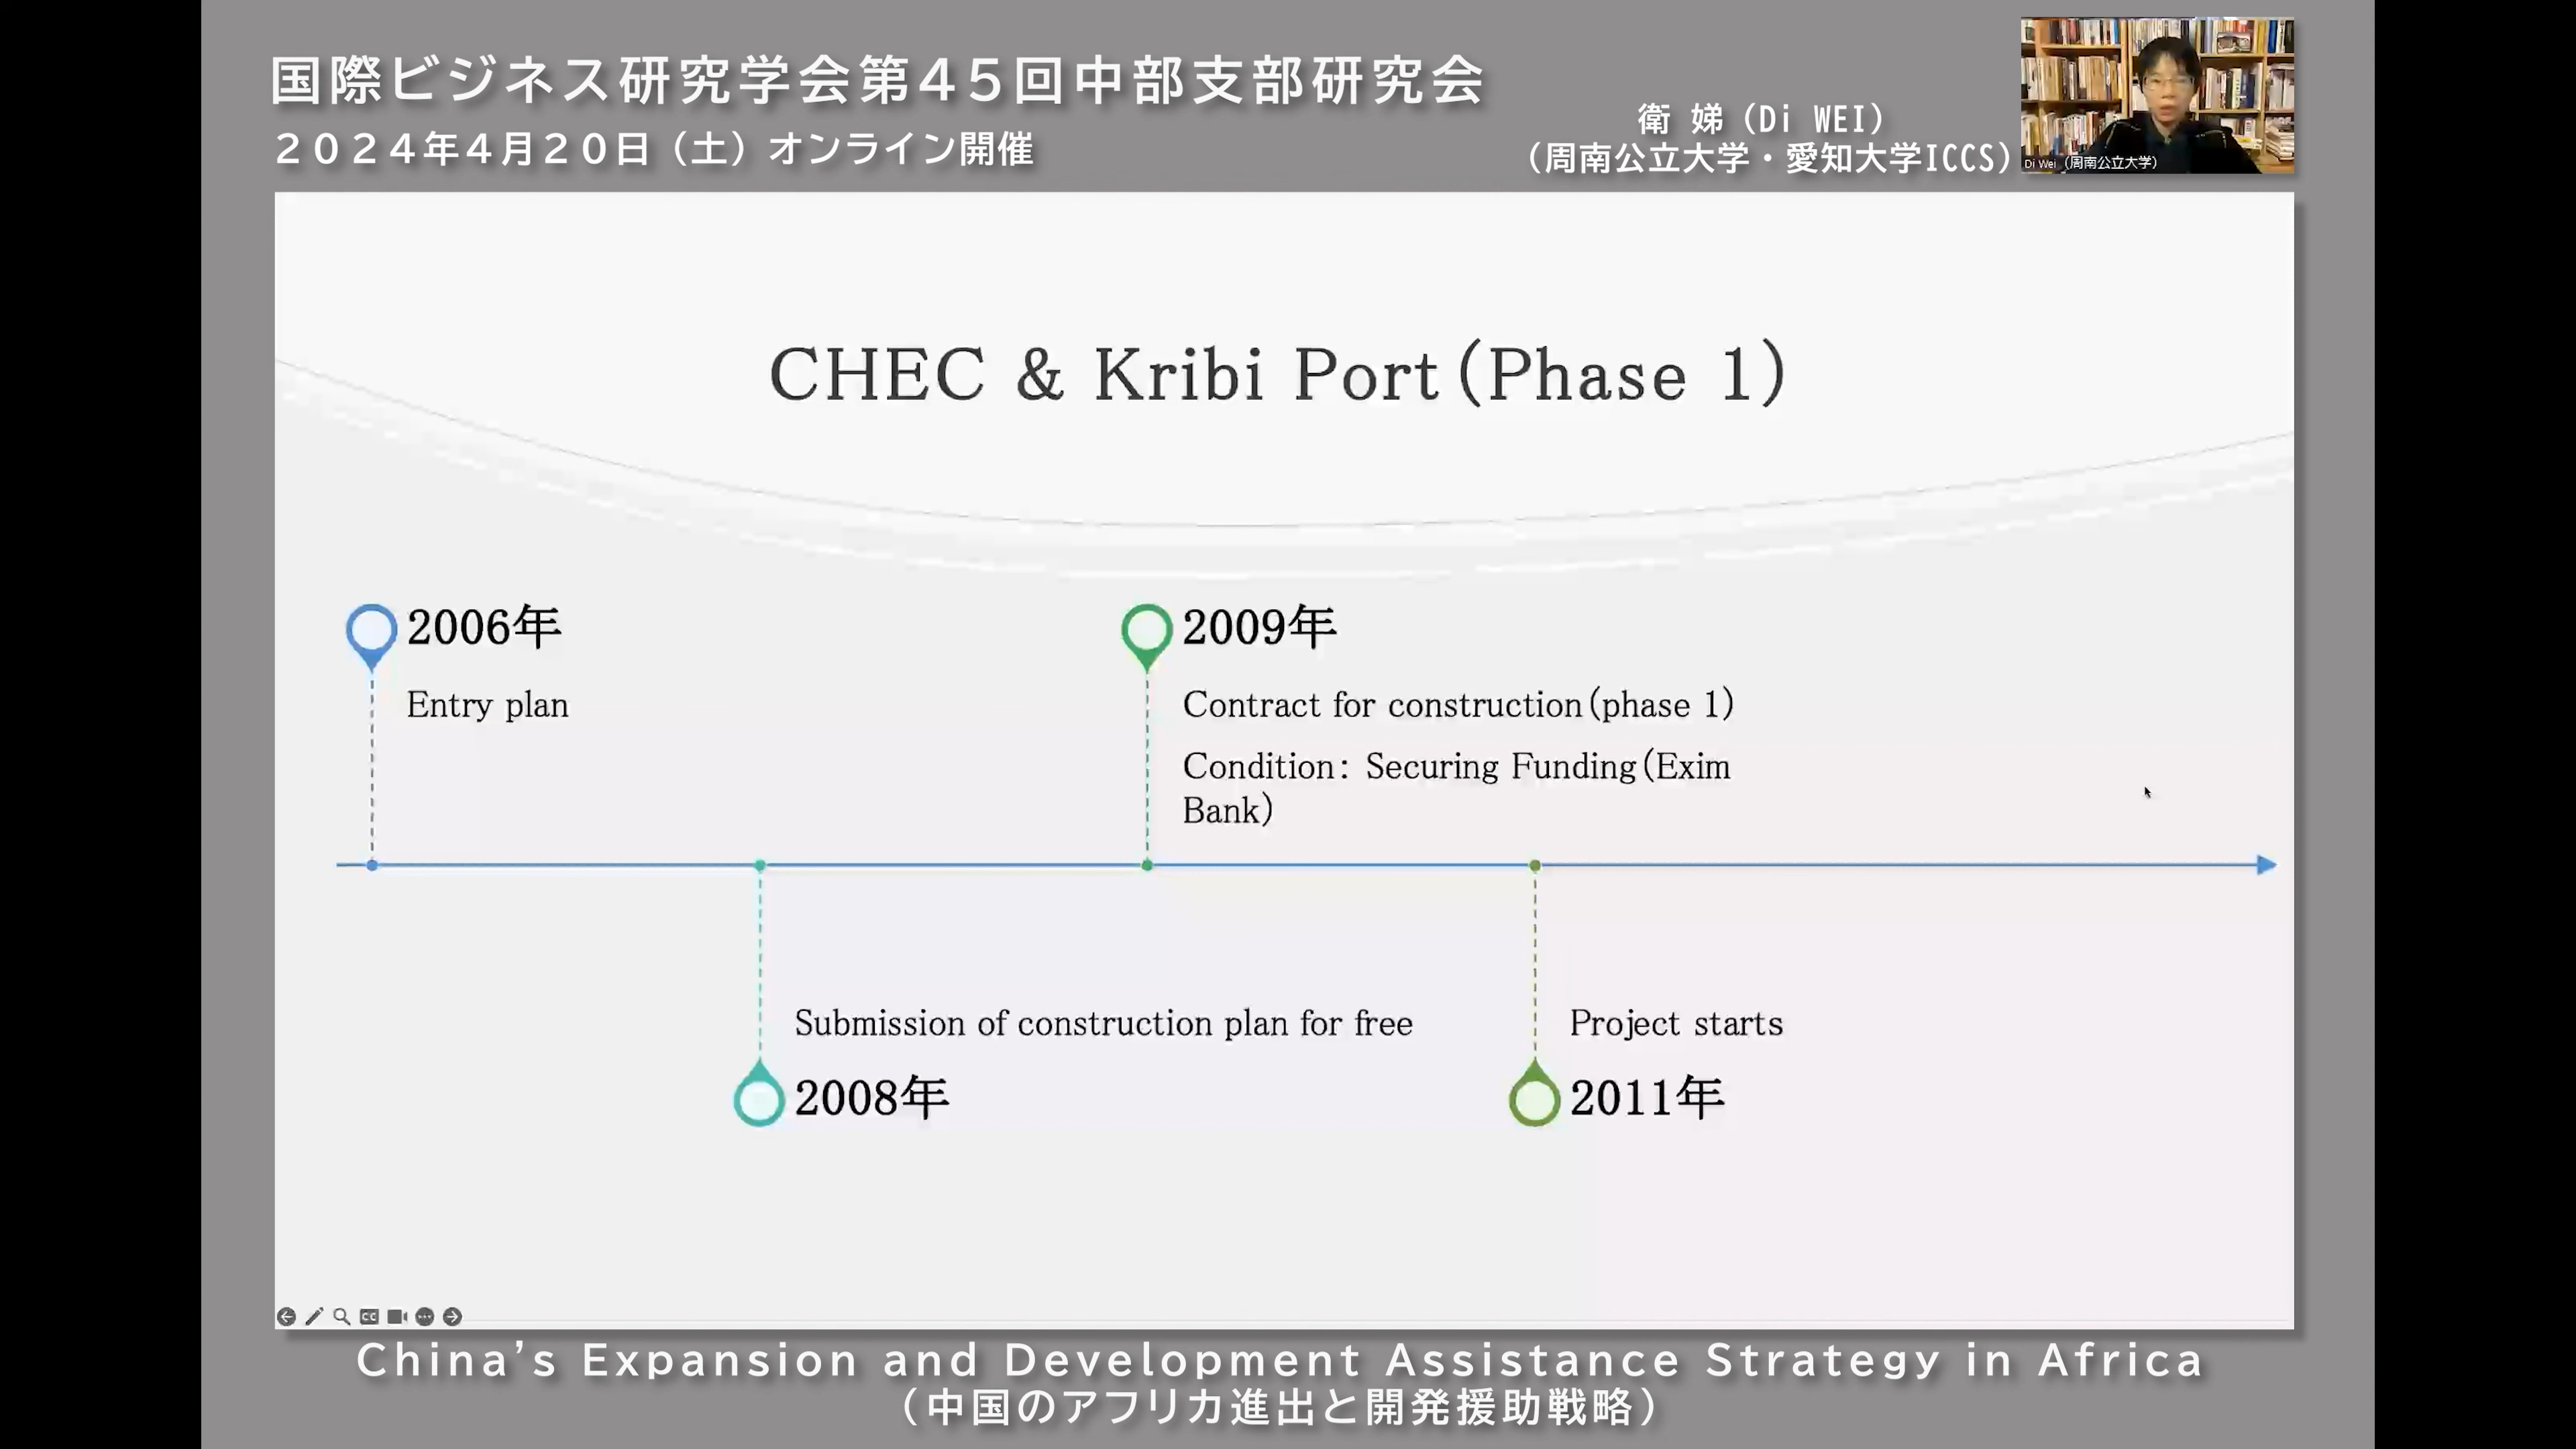 国際ビジネス研究学会第45回中部支部研究会
2024年4月20日（土）オンライン開催
衛 娣（Di WEI）
（周南公立大学・愛知大学ICCS）
Di Wei（周南公立大学）
CHEC & Kribi Port(Phase 1)
2006年
Entry plan
2009年
Contract for construction(phase 1)
Condition: Securing Funding(Exim
Bank)
Submission of construction plan for free
2008年
Project starts
2011年
CC
China's Expansion and Development Assistance Strategy in Africa
（中国のアフリカ進出と開発援助戦略）